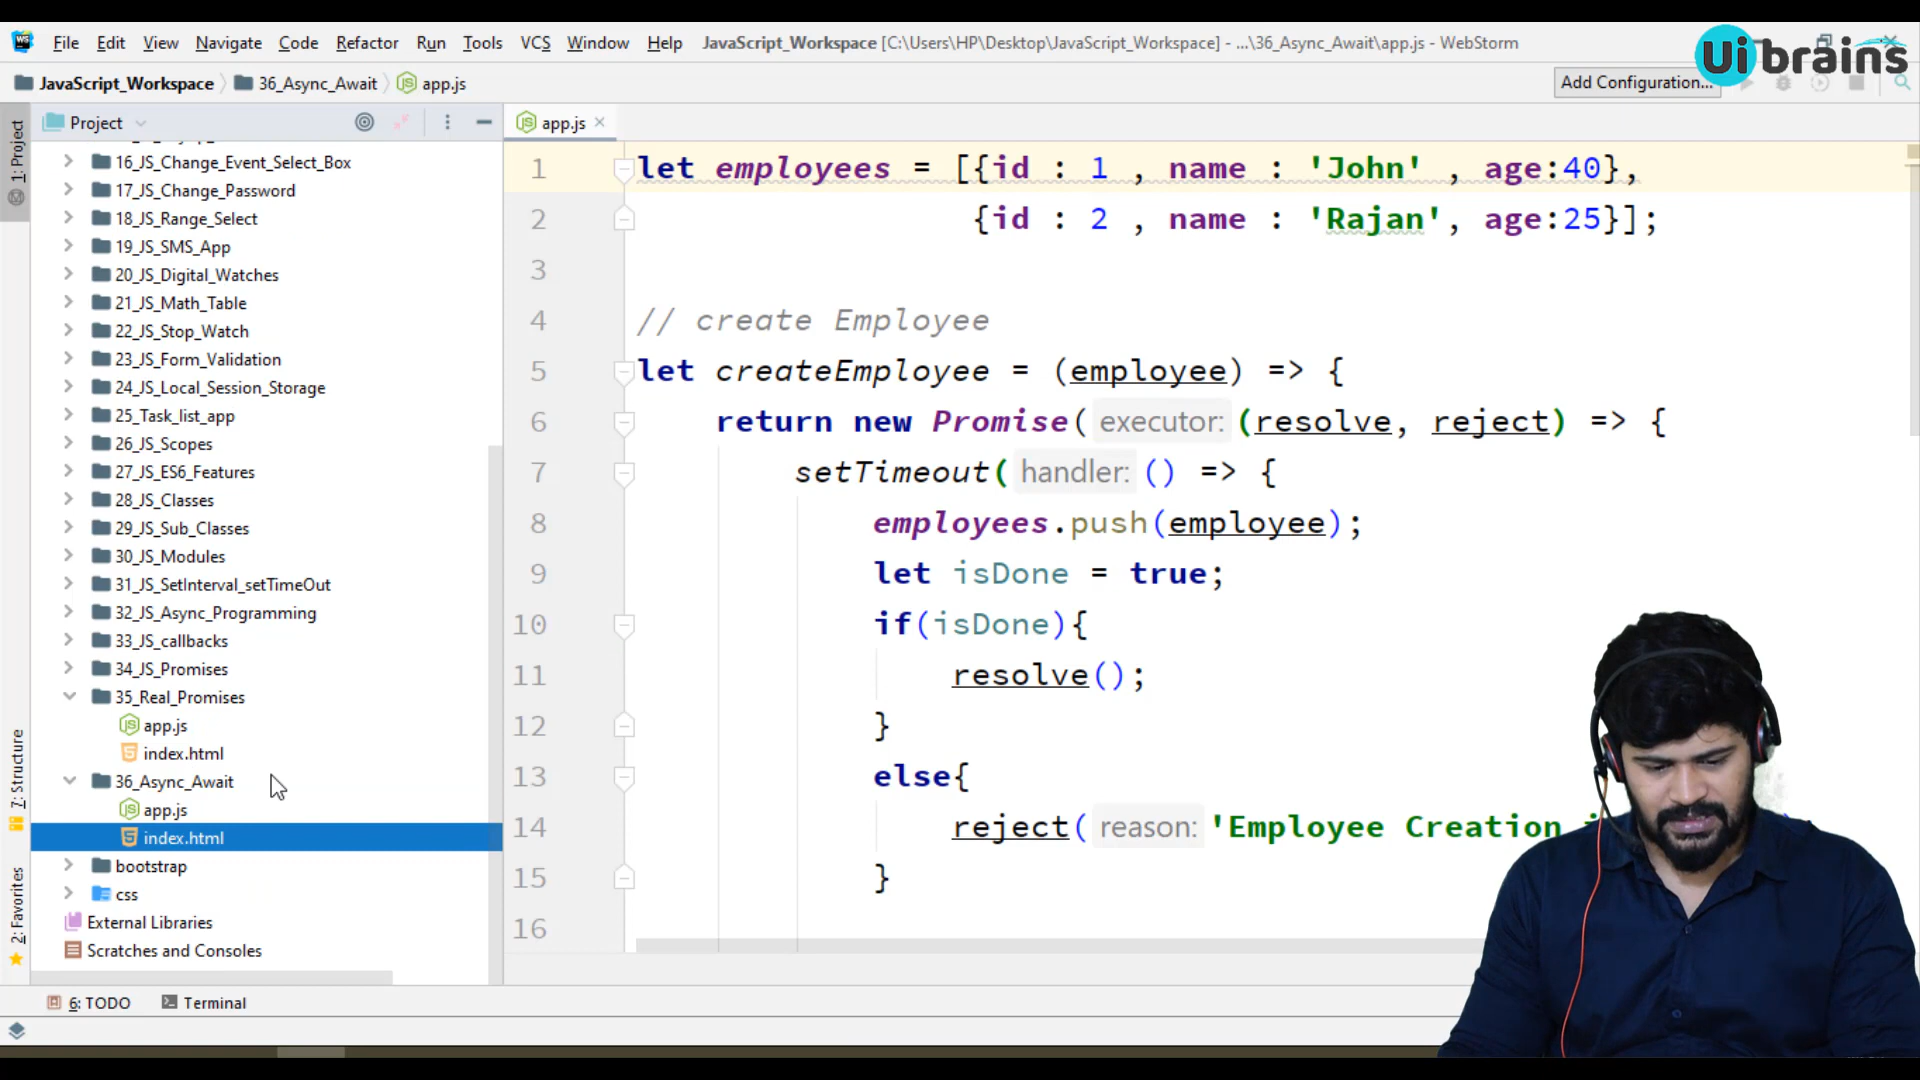 File Edit View Navigate Code Refactor Run Tools VCS Window Help JavaScript_Workspace [C:\Users\HP\Desktop\JavaScript_Workspace] - ...\36_Async_Await\app.js - WebStorm
Ui brains
JavaScript_Workspace 36_Async_Await app.js
Add Configuration...
1: Project
Project
app.js
16_JS_Change_Event_Select_Box
17_JS_Change_Password
18_JS_Range_Select
19_JS_SMS_App
20_JS_Digital_Watches
21_JS_Math_Table
22_JS_Stop_Watch
23_JS_Form_Validation
24_JS_Local_Session_Storage
25_Task_list_app
26_JS_Scopes
27_JS_ES6_Features
28_JS_Classes
29_JS_Sub_Classes
30_JS_Modules
31_JS_SetInterval_setTimeOut
32_JS_Async_Programming
33_JS_callbacks
34_JS_Promises
35_Real_Promises
app.js
index.html
36_Async_Await
app.js
index.html
bootstrap
css
External Libraries
Scratches and Consoles
7: Structure
2: Favorites
1 let employees = [{id : 1 , name : 'John' , age:40},
2 {id : 2 , name : 'Rajan', age:25}];
3
4 // create Employee
5 let createEmployee = (employee) => {
6 return new Promise( executor: (resolve, reject) => {
7 setTimeout( handler: () => {
8 employees.push(employee);
9 let isDone = true;
10 if(isDone){
11 resolve();
12 }
13 else{
14 reject( reason: 'Employee Creation
15 }
16
6: TODO Terminal